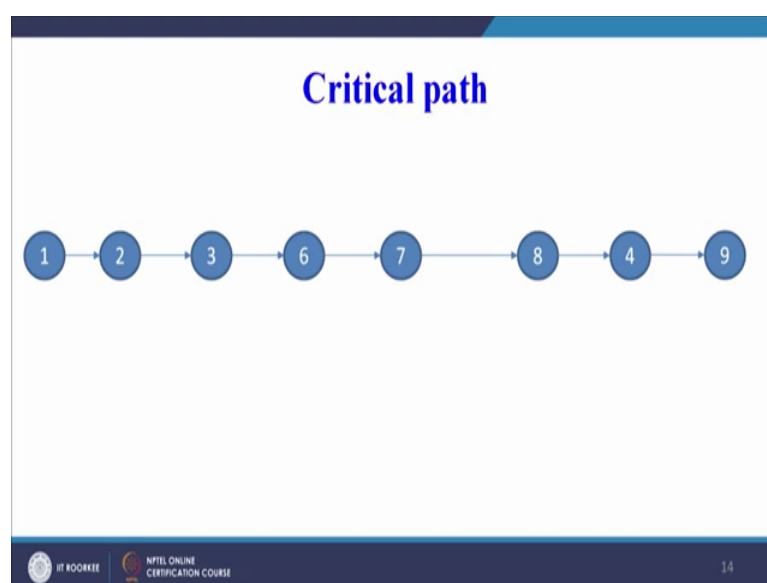 Critical path
1 2 3 6 7 8 4 9
IIT ROORKEE
NPTEL ONLINE
CERTIFICATION COURSE
14